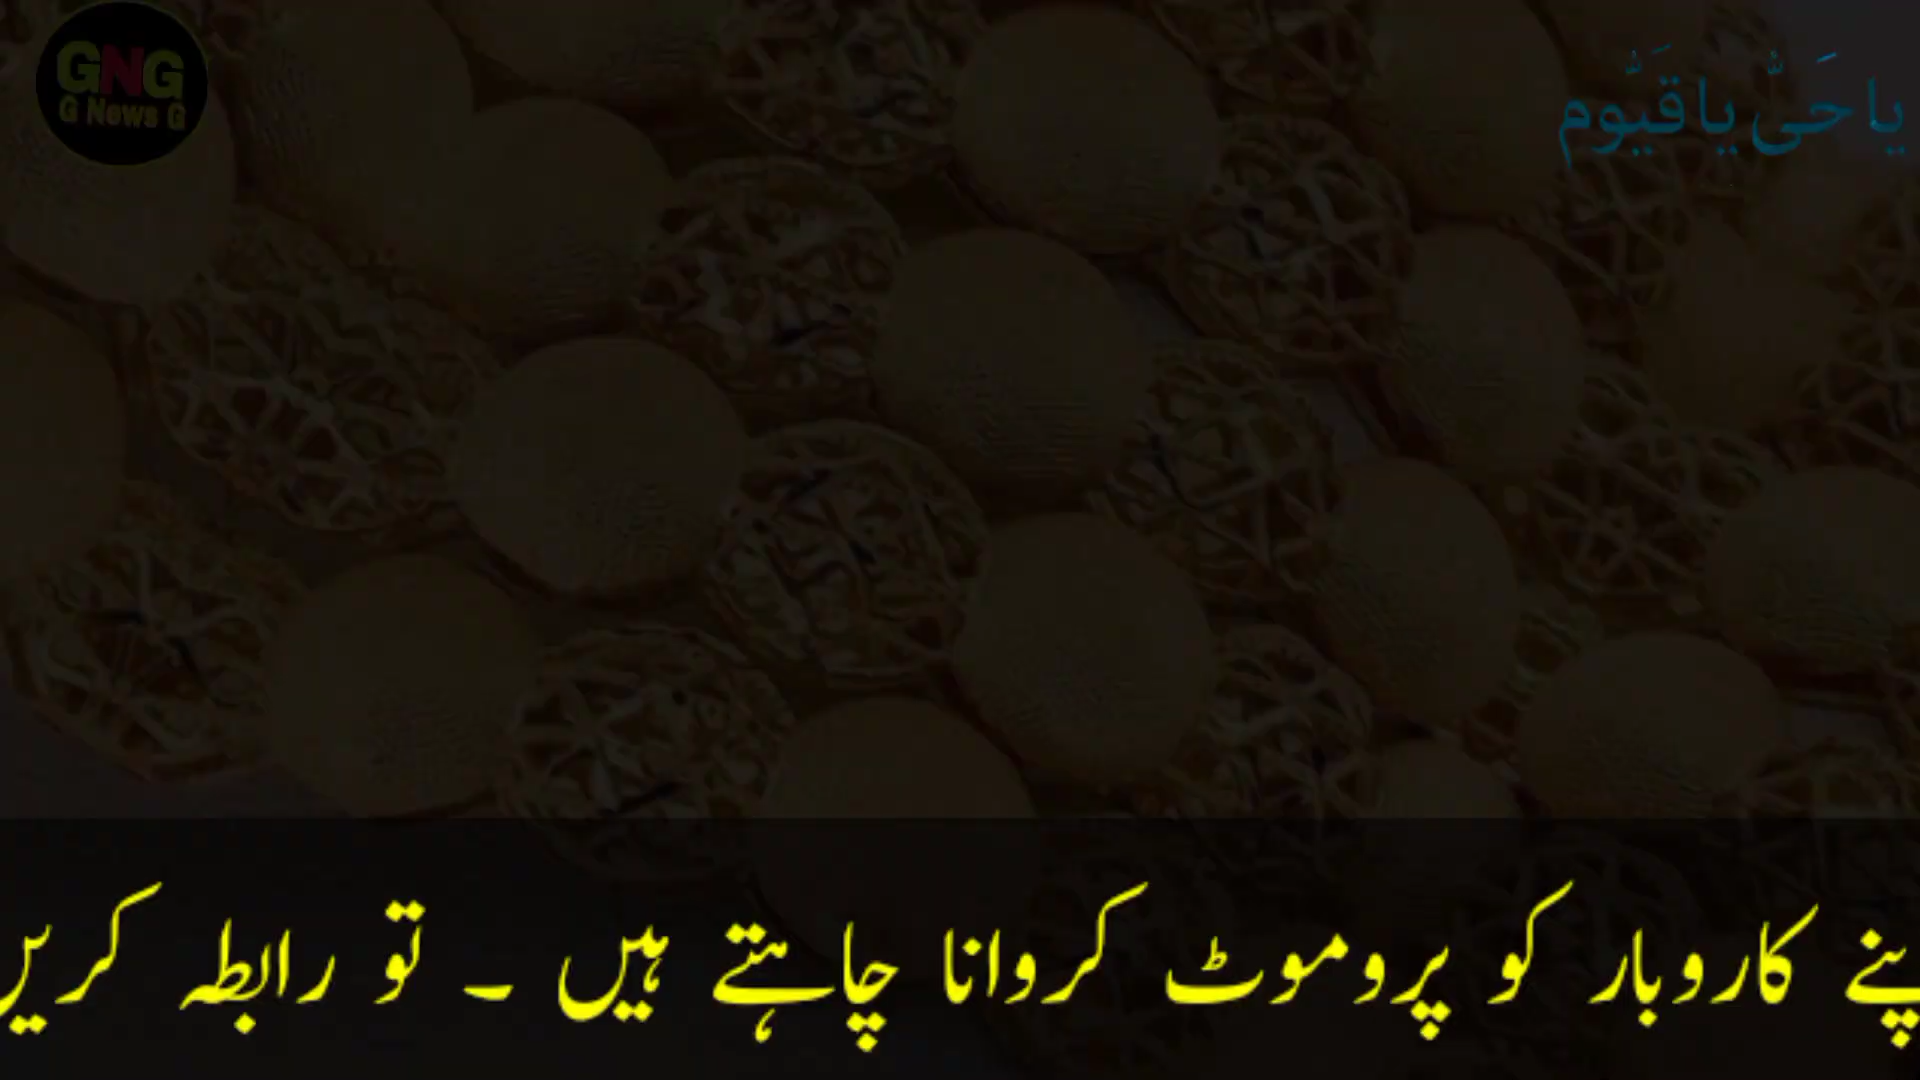 GNG
G News G
یا حَیُّ یا قَیُّوم
پنے کاروبار کو پروموٹ کروانا چاہتے ہیں ۔ تو رابطہ کریں